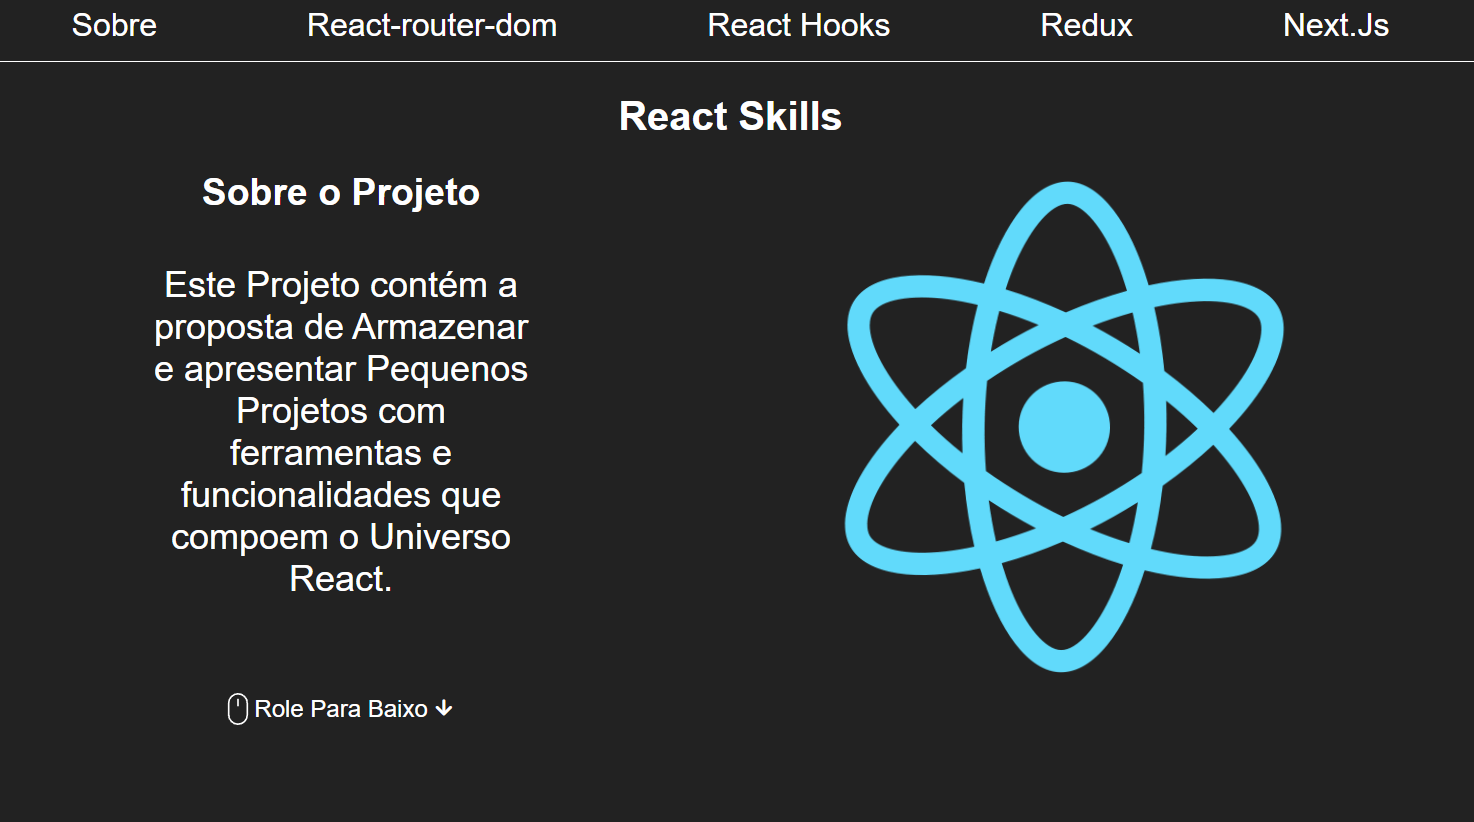 Sobre React-router-dom React Hooks Redux Next.Js
React Skills
Sobre o Projeto
Este Projeto contém a
proposta de Armazenar
e apresentar Pequenos
Projetos com
ferramentas e
funcionalidades que
compoem o Universo
React.
Role Para Baixo